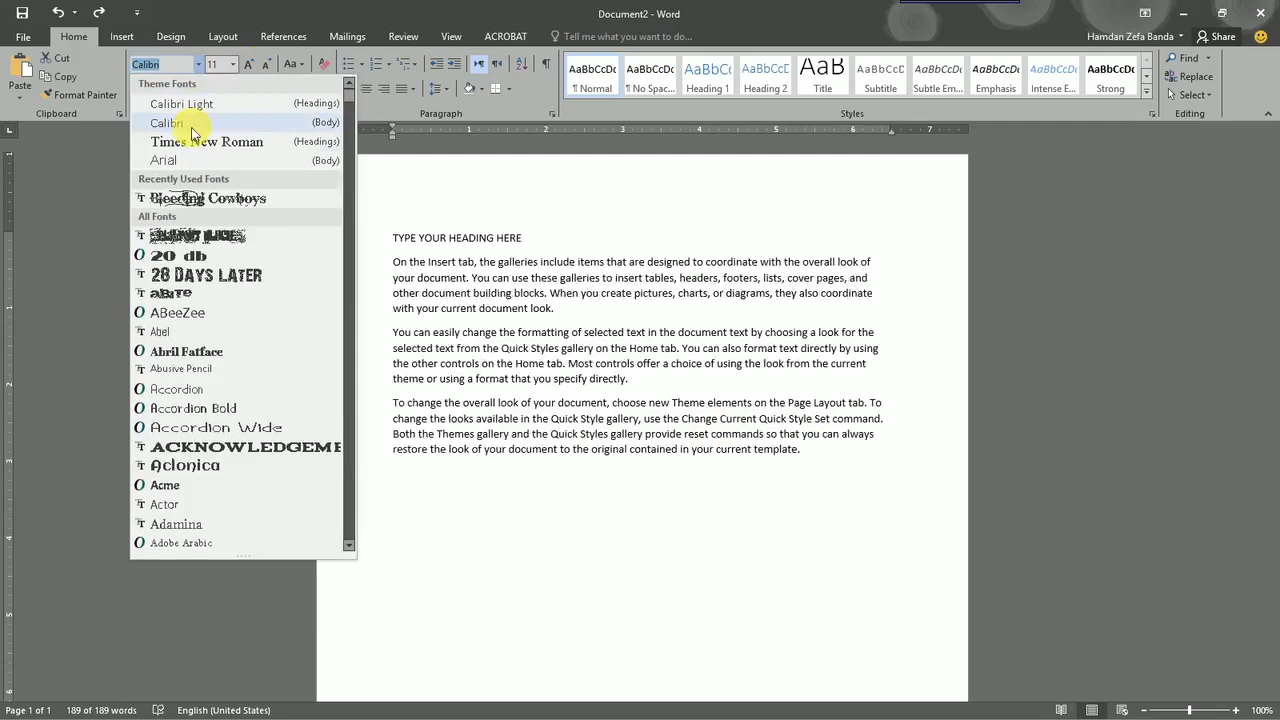 Document2 - Word
File Home Insert Design Layout References Mailings Review View ACROBAT Tell me what you want to do...
Hamdan Zefa Banda Share
Paste
Cut
Copy
Format Painter
Clipboard
Calibri 11 Aa
Paragraph
AaBbCcDc AaBbCcDc AaBbCc AaBbCcD AaB AaBbCcD AaBbCcDc AaBbCcDc AaBbCcDc AaBbCcDc
¶ Normal ¶ No Spac... Heading 1 Heading 2 Title Subtitle Subtle Em... Emphasis Intense E... Strong
Styles
Find
Replace
Select
Editing
Theme Fonts
Calibri Light (Headings)
Calibri (Body)
Times New Roman (Headings)
Arial (Body)
Recently Used Fonts
Bleeding Cowboys
All Fonts
20 db
28 DAYS LATER
aBiTE
ABeeZee
Abel
Abril Fatface
Abusive Pencil
Accordion
Accordion Bold
Accordion Wide
ACKNOWLEDGEME
Aclonica
Acme
Actor
Adamina
Adobe Arabic
1 2 3 4 5 6 7
TYPE YOUR HEADING HERE
On the Insert tab, the galleries include items that are designed to coordinate with the overall look of
your document. You can use these galleries to insert tables, headers, footers, lists, cover pages, and
other document building blocks. When you create pictures, charts, or diagrams, they also coordinate
with your current document look.
You can easily change the formatting of selected text in the document text by choosing a look for the
selected text from the Quick Styles gallery on the Home tab. You can also format text directly by using
the other controls on the Home tab. Most controls offer a choice of using the look from the current
theme or using a format that you specify directly.
To change the overall look of your document, choose new Theme elements on the Page Layout tab. To
change the looks available in the Quick Style gallery, use the Change Current Quick Style Set command.
Both the Themes gallery and the Quick Styles gallery provide reset commands so that you can always
restore the look of your document to the original contained in your current template.
Page 1 of 1 189 of 189 words English (United States) 100%